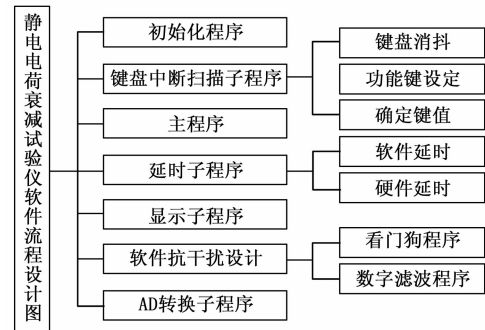 静电电荷衰减试验仪软件流程设计图
初始化程序
键盘中断扫描子程序
键盘消抖
功能键设定
确定键值
主程序
延时子程序
软件延时
硬件延时
显示子程序
软件抗干扰设计
看门狗程序
数字滤波程序
AD转换子程序